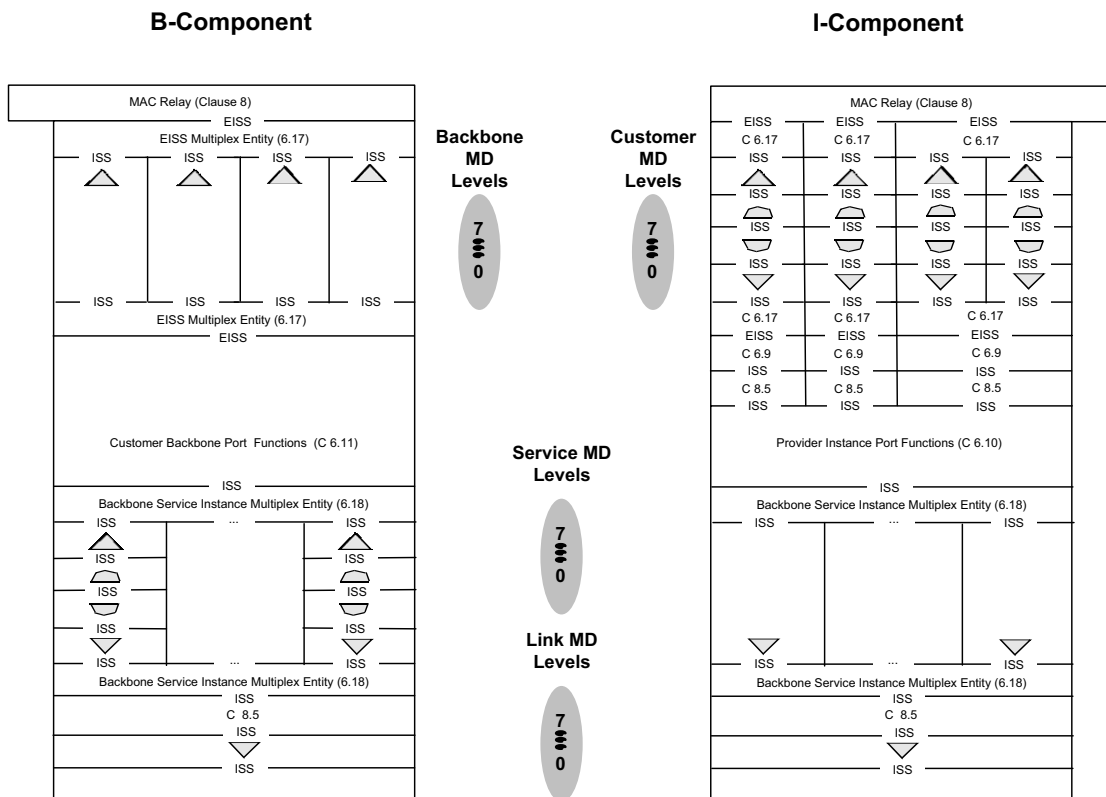 B-Component
I-Component
MAC Relay (Clause 8)
EISS
EISS Multiplex Entity (6.17)
ISS ISS ISS ISS
ISS ISS ISS ISS
EISS Multiplex Entity (6.17)
EISS
Customer Backbone Port Functions (C 6.11)
ISS
Backbone Service Instance Multiplex Entity (6.18)
ISS ... ISS
ISS ISS
ISS ISS
ISS ISS
ISS ... ISS
Backbone Service Instance Multiplex Entity (6.18)
ISS
C 8.5
ISS
ISS
Backbone
MD
Levels
7
0
Customer
MD
Levels
7
0
Service MD
Levels
7
0
Link MD
Levels
7
0
MAC Relay (Clause 8)
EISS EISS EISS
C 6.17 C 6.17 C 6.17
ISS ISS ISS ISS
ISS ISS ISS ISS
ISS ISS ISS ISS
ISS ISS ISS ISS
ISS ISS ISS ISS
C 6.17 C 6.17 C 6.17
EISS EISS EISS
C 6.9 C 6.9 C 6.9
ISS ISS ISS
C 8.5 C 8.5 C 8.5
ISS ISS ISS
Provider Instance Port Functions (C 6.10)
ISS
Backbone Service Instance Multiplex Entity (6.18)
ISS ... ISS
ISS ... ISS
Backbone Service Instance Multiplex Entity (6.18)
ISS
C 8.5
ISS
ISS